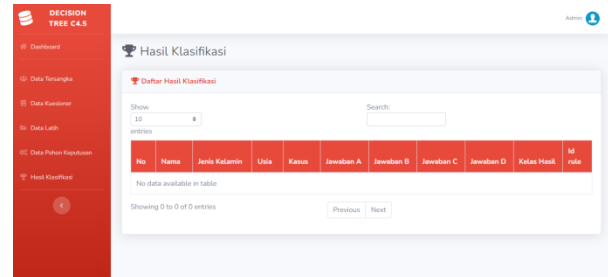 DECISION
TREE C4.5
Admin
Dashboard
Hasil Klasifikasi
Data Tersangka
Daftar Hasil Klasifikasi
Data Kuesioner
Show
Search:
10
Data Latih
entries
Data Pohon Keputusan
No Nama Jenis Kelamin Usia Kasus Jawaban A Jawaban B Jawaban C Jawaban D Kelas Hasil Id rule
Hasil Klasifikasi
No data available in table
Showing 0 to 0 of 0 entries
Previous Next